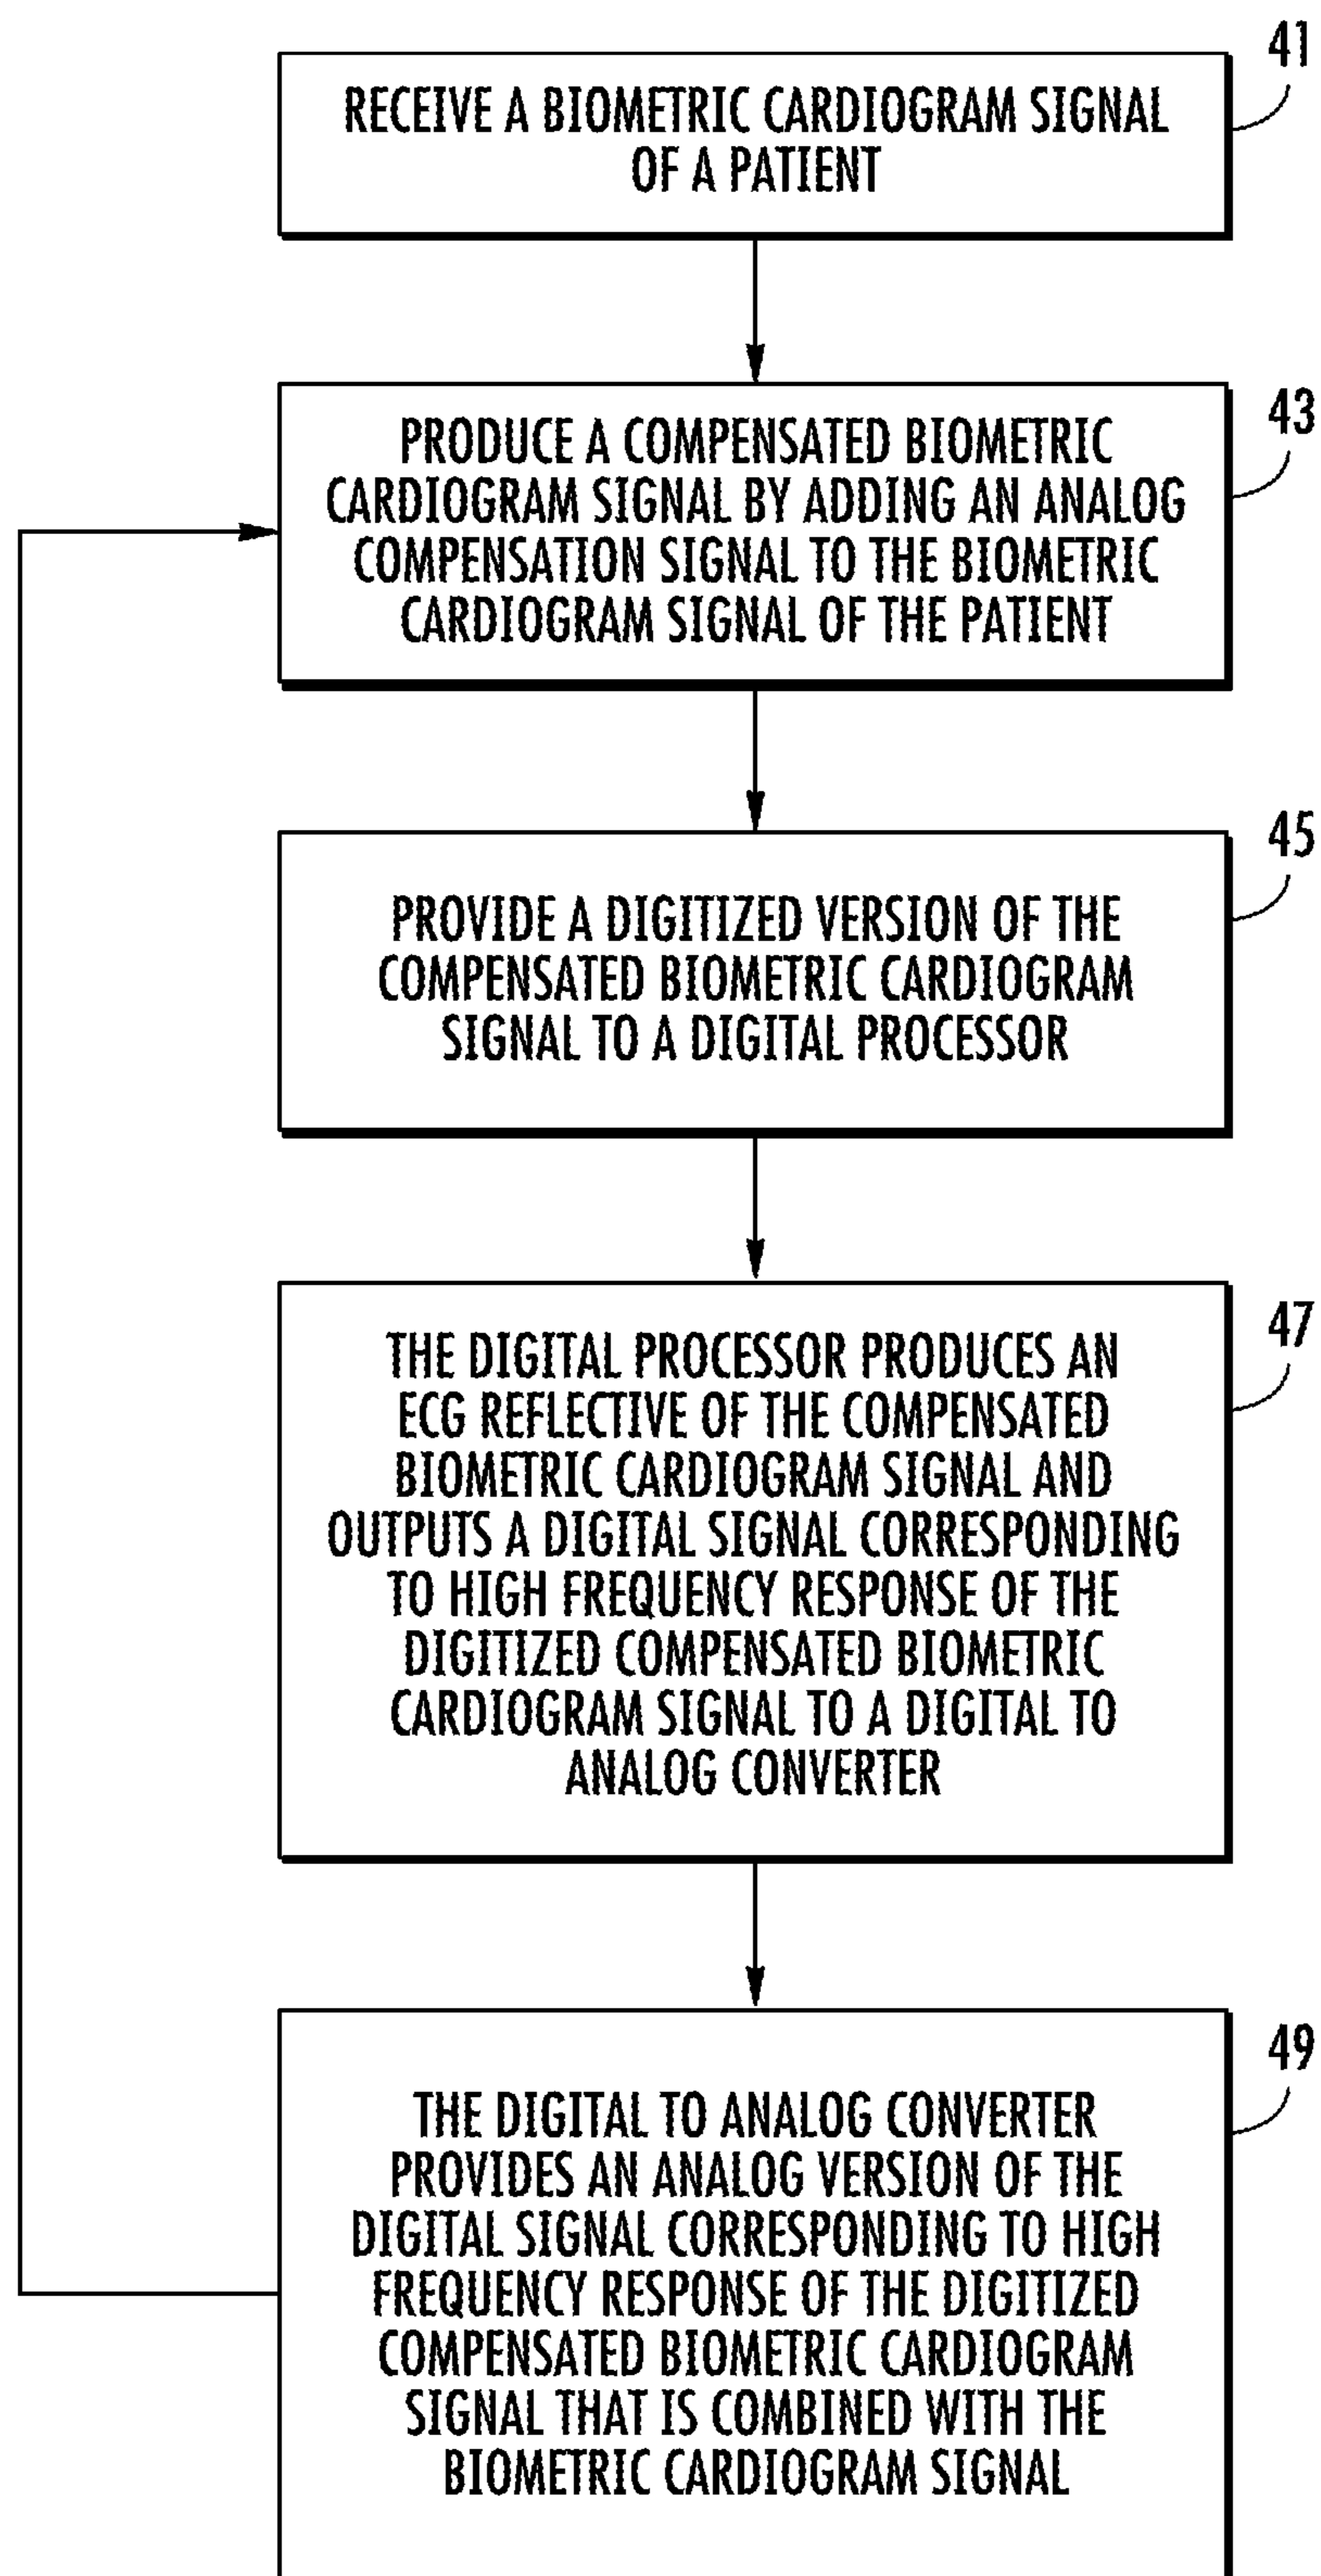 41
RECEIVE A BIOMETRIC CARDIOGRAM SIGNAL
OF A PATIENT
43
PRODUCE A COMPENSATED BIOMETRIC
CARDIOGRAM SIGNAL BY ADDING AN ANALOG
COMPENSATION SIGNAL TO THE BIOMETRIC
CARDIOGRAM SIGNAL OF THE PATIENT
45
PROVIDE A DIGITIZED VERSION OF THE
COMPENSATED BIOMETRIC CARDIOGRAM
SIGNAL TO A DIGITAL PROCESSOR
47
THE DIGITAL PROCESSOR PRODUCES AN
ECG REFLECTIVE OF THE COMPENSATED
BIOMETRIC CARDIOGRAM SIGNAL AND
OUTPUTS A DIGITAL SIGNAL CORRESPONDING
TO HIGH FREQUENCY RESPONSE OF THE
DIGITIZED COMPENSATED BIOMETRIC
CARDIOGRAM SIGNAL TO A DIGITAL TO
ANALOG CONVERTER
49
THE DIGITAL TO ANALOG CONVERTER
PROVIDES AN ANALOG VERSION OF THE
DIGITAL SIGNAL CORRESPONDING TO HIGH
FREQUENCY RESPONSE OF THE DIGITIZED
COMPENSATED BIOMETRIC CARDIOGRAM
SIGNAL THAT IS COMBINED WITH THE
BIOMETRIC CARDIOGRAM SIGNAL